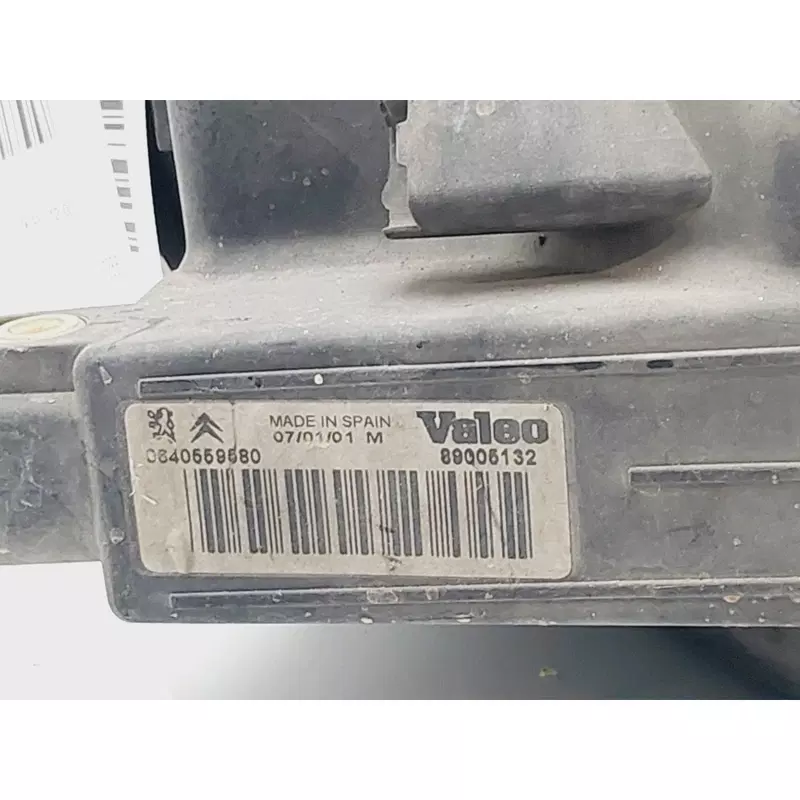 MADE IN SPAIN
07/01/01 M
Valeo
0640559580
89005132